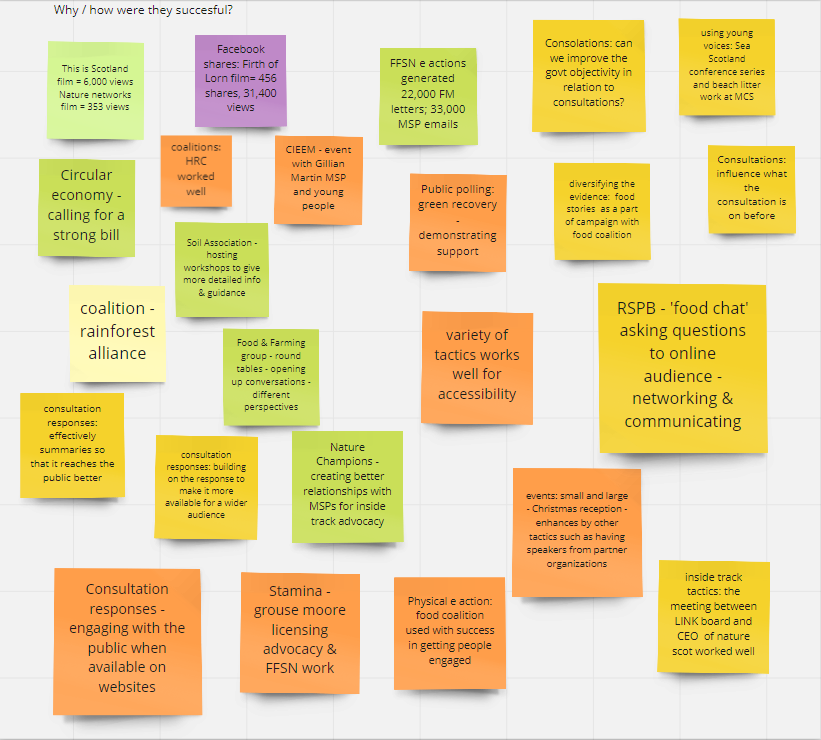 Why / how were they succesful?
This is Scotland
film = 6,000 views
Nature networks
film = 353 views
Facebook
shares: Firth of
Lorn film= 456
shares, 31,400
views
FFSN e actions
generated
22,000 FM
letters; 33,000
MSP emails
Consolations: can
we improve the
govt objectivity in
relation to
consultations?
using young
voices: Sea
Scotland
conference series
and beach litter
work at MCS
Circular
economy -
calling for a
strong bill
coalitions:
HRC
worked
well
CIEEM - event
with Gillian
Martin MSP
and young
people
Public polling:
green recovery
-
demonstrating
support
diversifying the
evidence: food
stories as a part
of campaign with
food coalition
Consultations:
influence what
the
consultation is
on before
Soil Association -
hosting
workshops to give
more detailed info
& guidance
coalition -
rainforest
alliance
Food & Farming
group - round
tables - opening
up conversations -
different
perspectives
variety of
tactics works
well for
accessibility
RSPB - 'food chat'
asking questions
to online
audience -
networking &
communicating
consultation
responses:
effectively
summaries so
that it reaches the
public better
consultation
responses: building
on the response to
make it more
available for a wider
audience
Nature
Champions -
creating better
relationships with
MSPs for inside
track advocacy
events: small and large
- Christmas reception -
enhances by other
tactics such as having
speakers from partner
organizations
Consultation
responses -
engaging with the
public when
available on
websites
Stamina -
grouse moore
licensing
advocacy &
FFSN work
Physical e action:
food coalition
used with success
in getting people
engaged
inside track
tactics: the
meeting between
LINK board and
CEO of nature
scot worked well